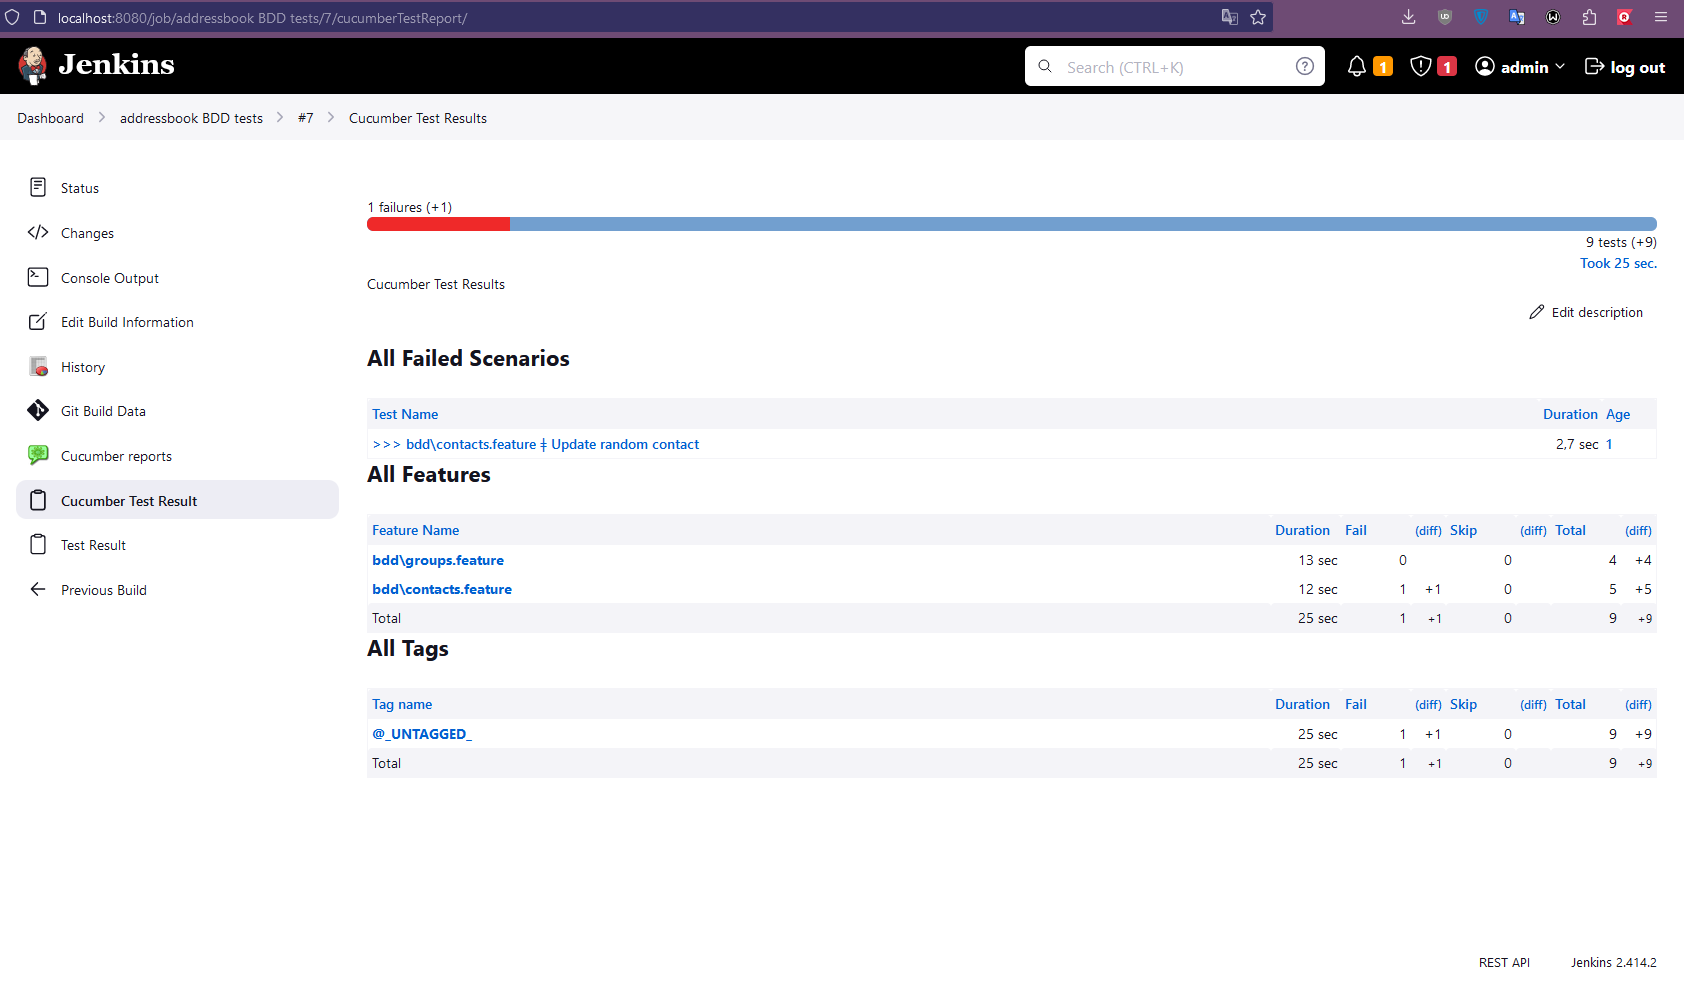 localhost:8080/job/addressbook BDD tests/7/cucumberTestReport/
Jenkins
Search (CTRL+K)
1
1
admin
log out
Dashboard
addressbook BDD tests
#7
Cucumber Test Results
Status
Changes
Console Output
Edit Build Information
History
Git Build Data
Cucumber reports
Cucumber Test Result
Test Result
Previous Build
1 failures (+1)
9 tests (+9)
Took 25 sec.
Cucumber Test Results
Edit description
All Failed Scenarios
Test Name Duration Age
>>> bdd\contacts.feature ǂ Update random contact 2,7 sec 1
All Features
Feature Name Duration Fail (diff) Skip (diff) Total (diff)
bdd\groups.feature 13 sec 0 0 4 +4
bdd\contacts.feature 12 sec 1 +1 0 5 +5
Total 25 sec 1 +1 0 9 +9
All Tags
Tag name Duration Fail (diff) Skip (diff) Total (diff)
@_UNTAGGED_ 25 sec 1 +1 0 9 +9
Total 25 sec 1 +1 0 9 +9
REST API
Jenkins 2.414.2